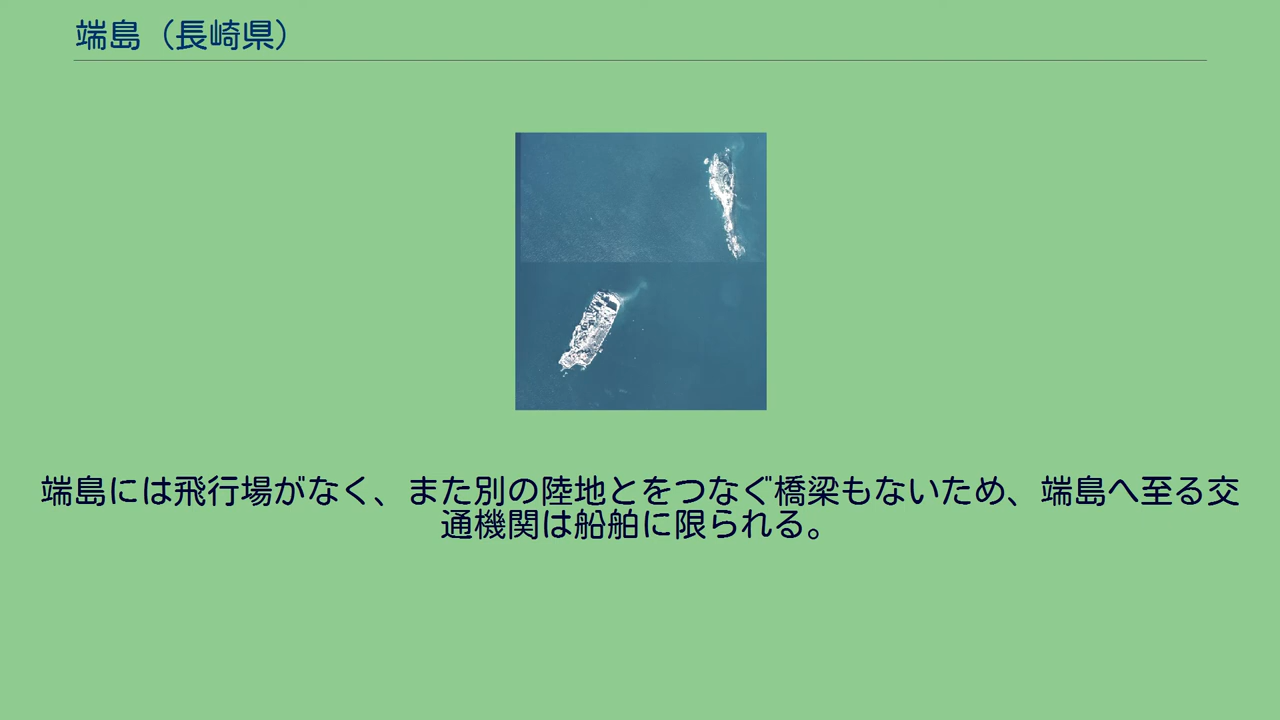 端島（長崎県）
端島には飛行場がなく、また別の陸地とをつなぐ橋梁もないため、端島へ至る交
通機関は船舶に限られる。